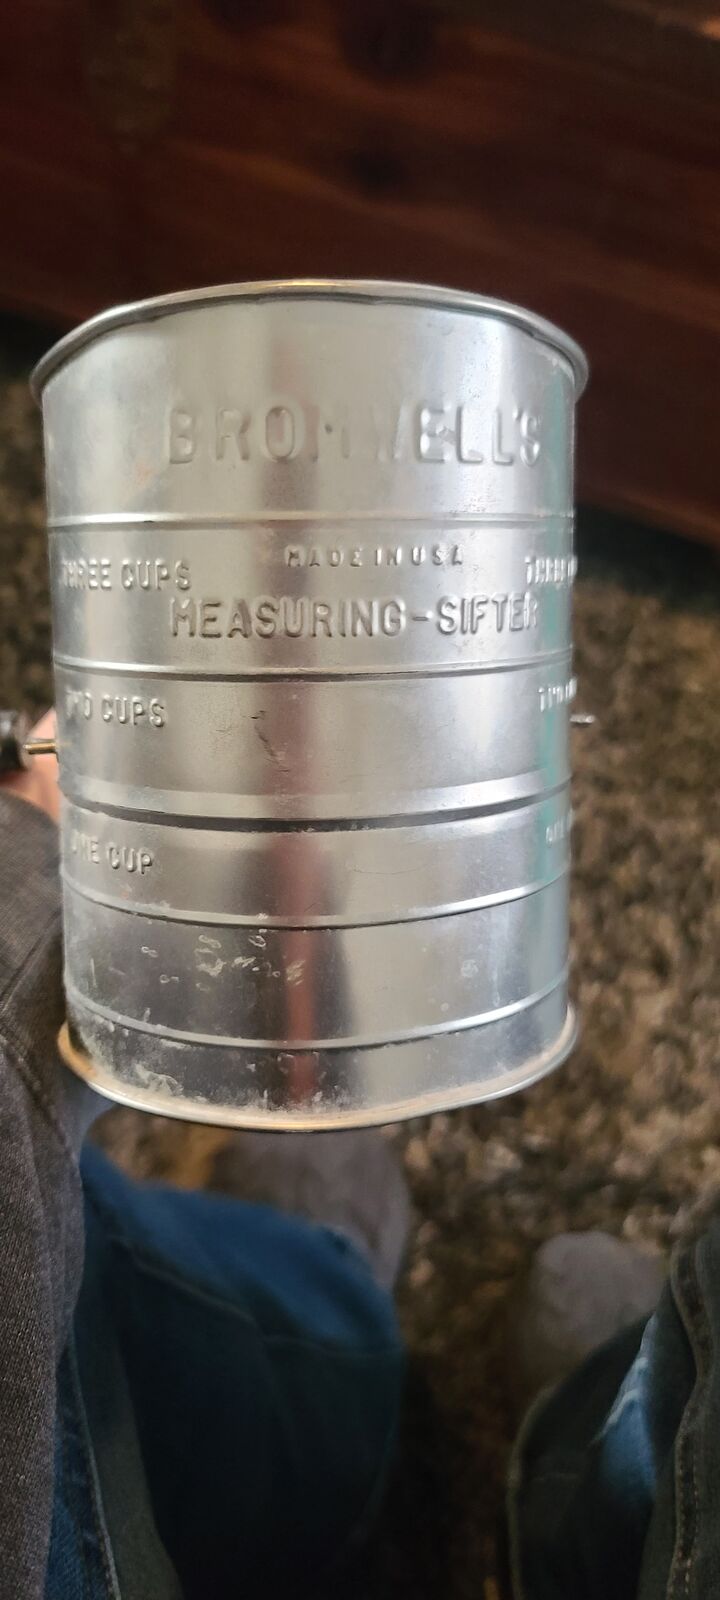 BROMWELL'S
MADE IN USA
THREE CUPS
MEASURING-SIFTER
TWO CUPS
ONE CUP